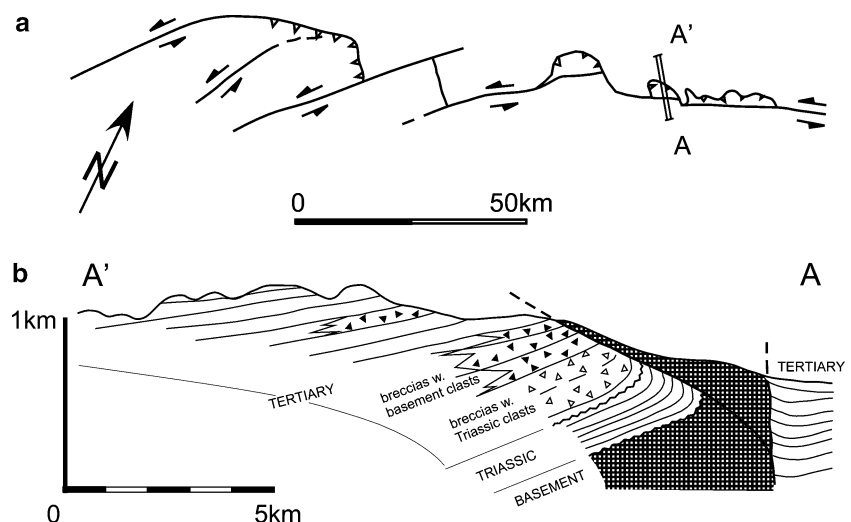 a
A'
A
N
0 50km
b
A'
A
1km
TERTIARY
TERTIARY
breccias w.
basement clasts
breccias w.
Triassic clasts
TRIASSIC
BASEMENT
0 5km